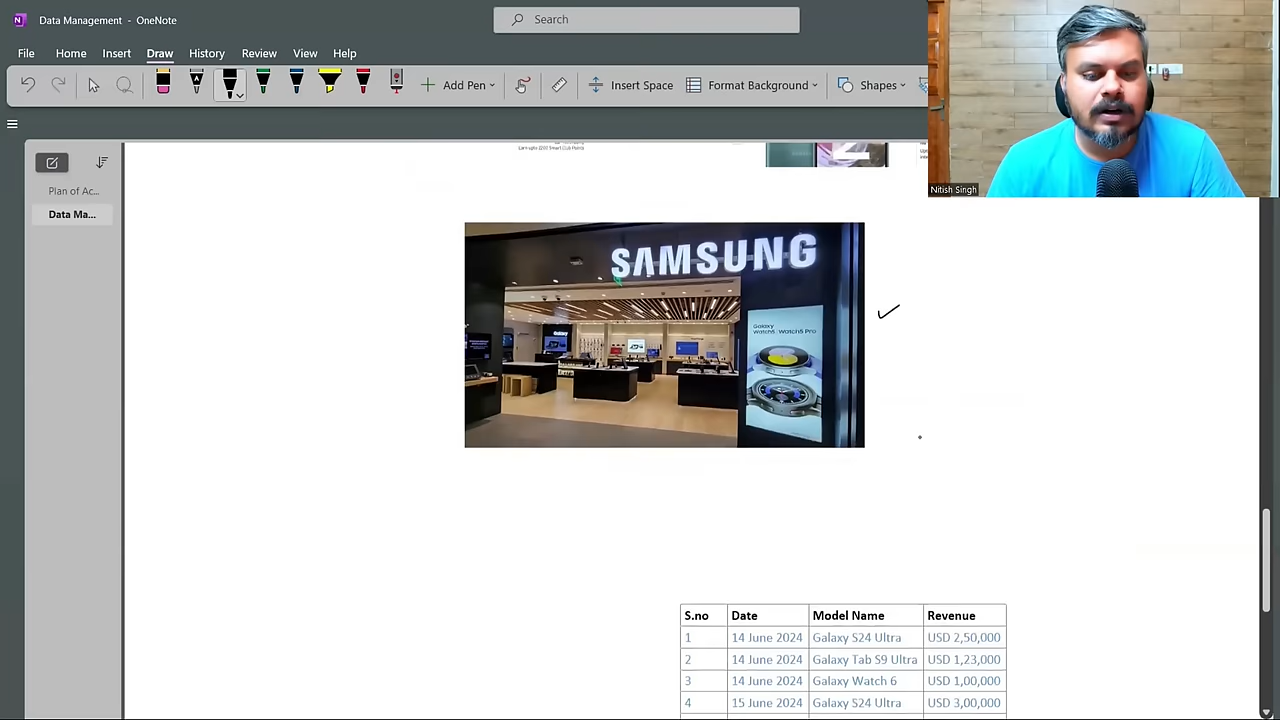 Data Management - OneNote
Search
File Home Insert Draw History Review View Help
Add Pen Insert Space Format Background Shapes
Plan of Ac...
Data Ma...
Nitish Singh
SAMSUNG
Galaxy
Watch5 | Watch5 Pro
Galaxy
S.no Date Model Name Revenue
1 14 June 2024 Galaxy S24 Ultra USD 2,50,000
2 14 June 2024 Galaxy Tab S9 Ultra USD 1,23,000
3 14 June 2024 Galaxy Watch 6 USD 1,00,000
4 15 June 2024 Galaxy S24 Ultra USD 3,00,000